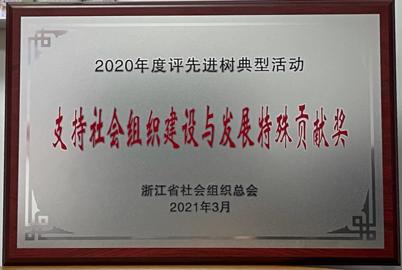 2020年度评先进树典型活动
支持社会组织建设与发展特殊贡献奖
浙江省社会组织总会
2021年3月